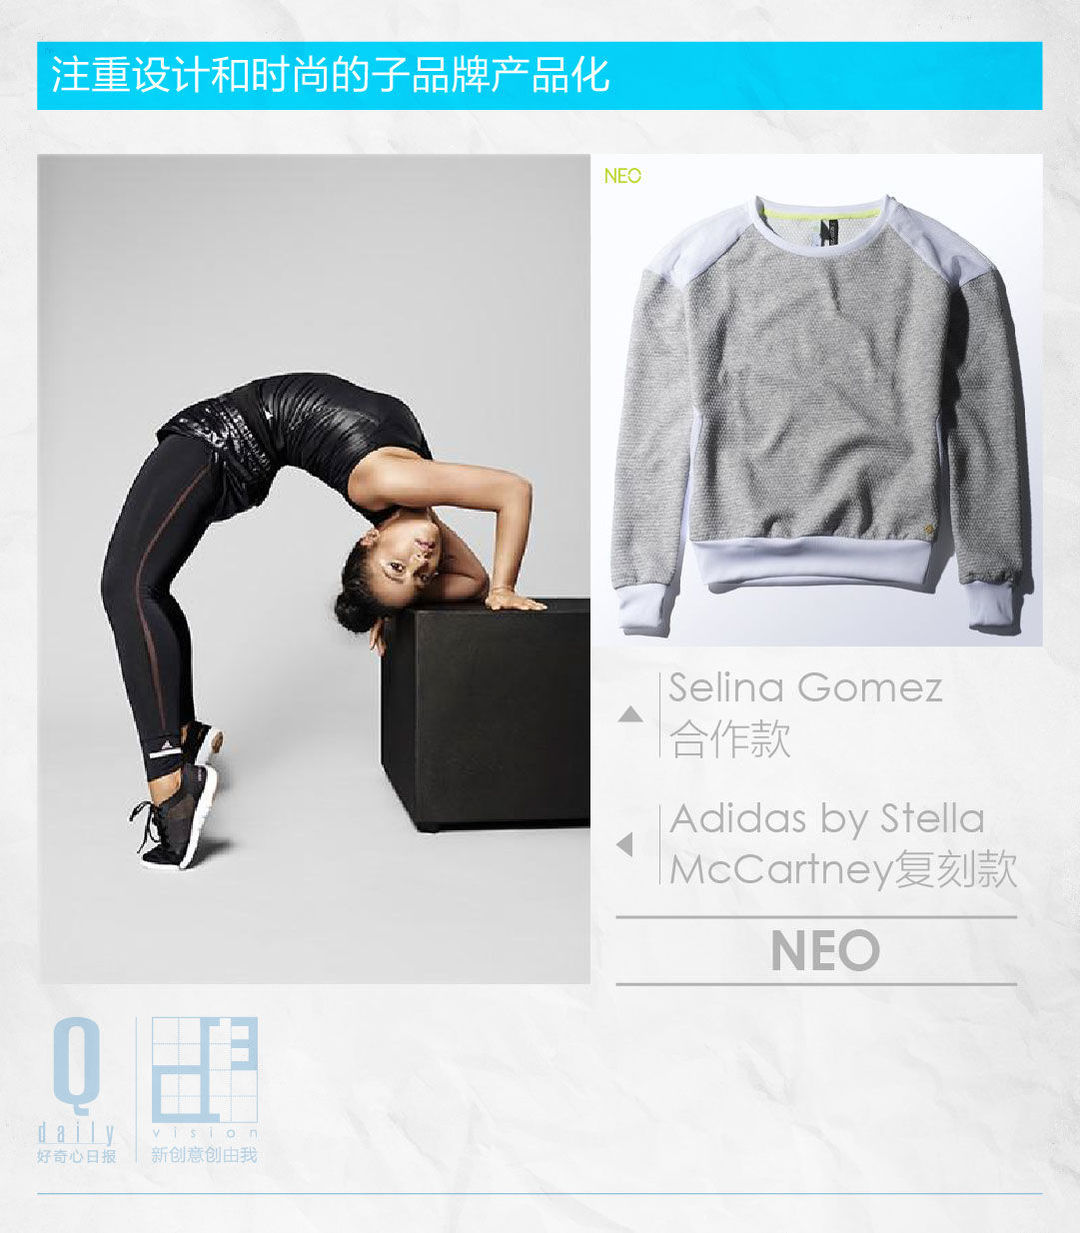 注重设计和时尚的子品牌产品化
NEO
Selina Gomez
合作款
Adidas by Stella
McCartney复刻款
NEO
Q
daily
好奇心日报
vision
新创意创由我